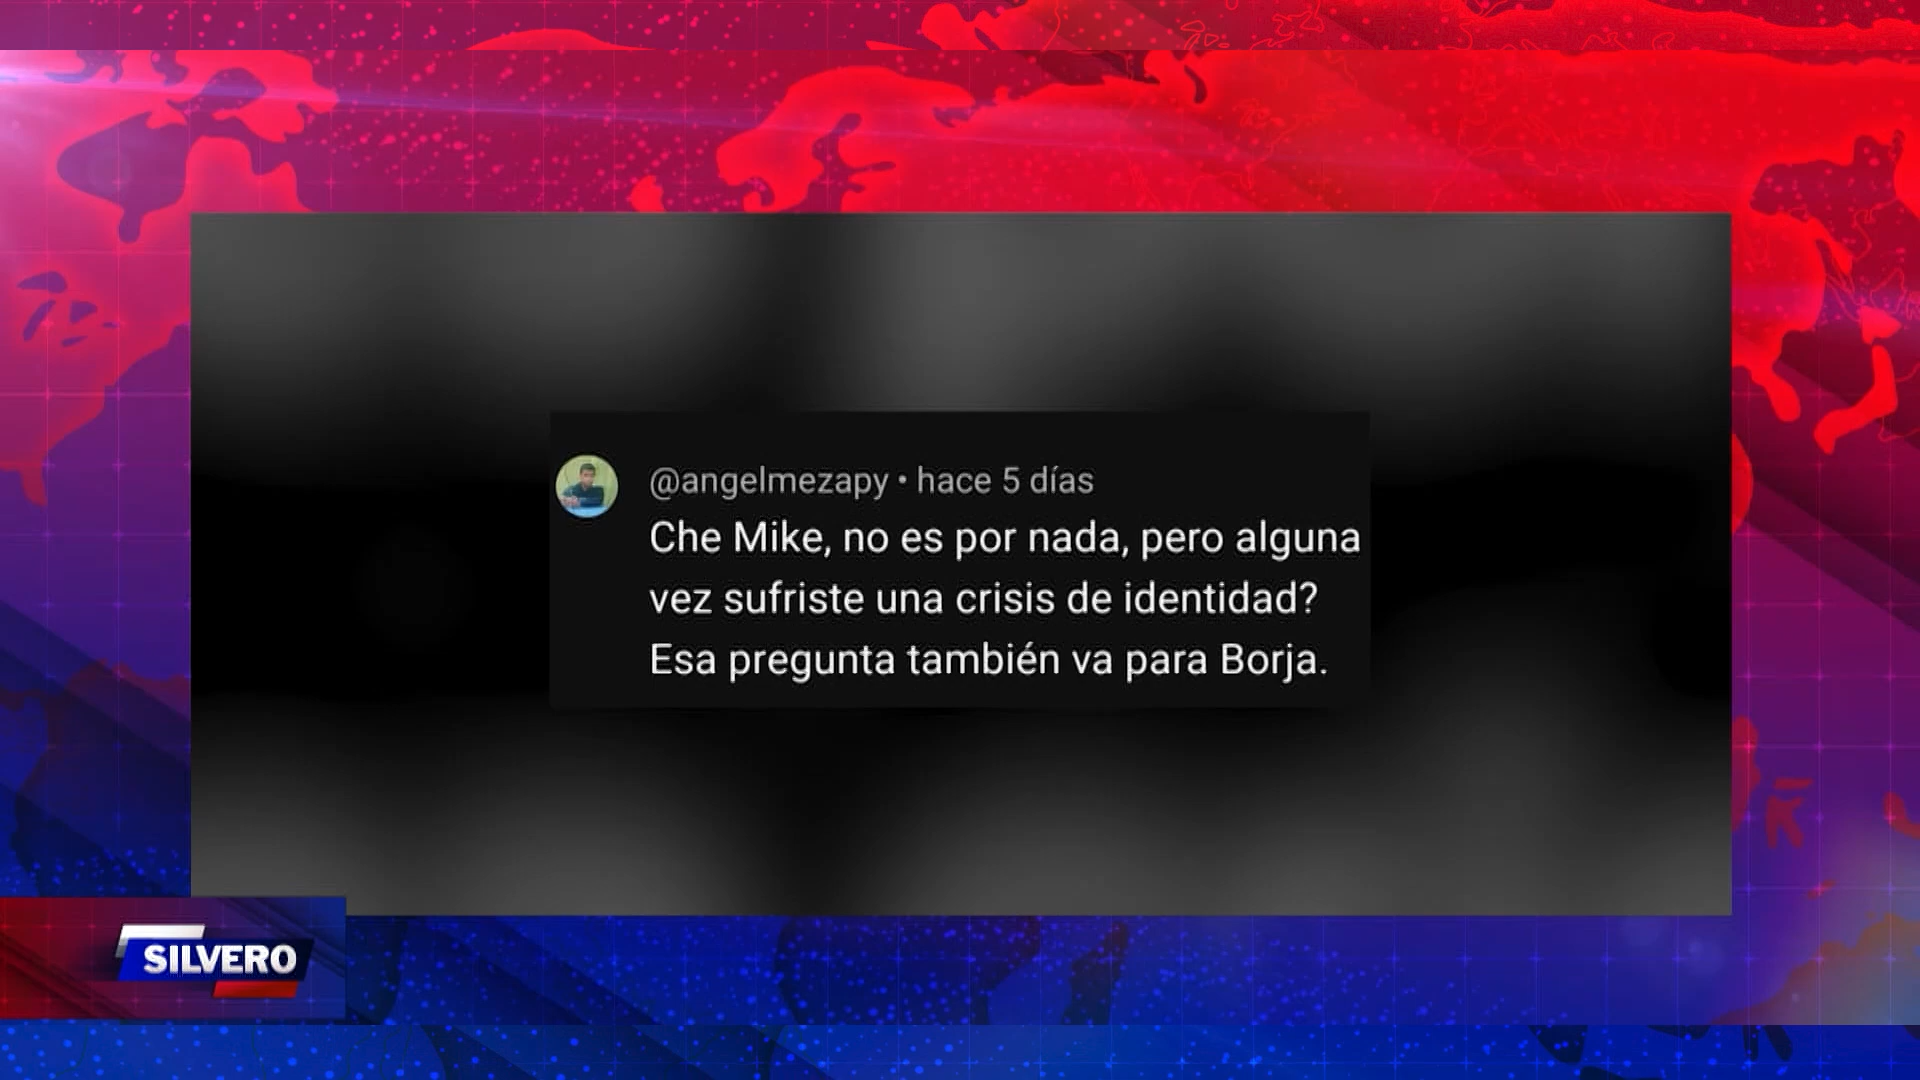 @angelmezapy • hace 5 días
Che Mike, no es por nada, pero alguna
vez sufriste una crisis de identidad?
Esa pregunta también va para Borja.
SILVERO